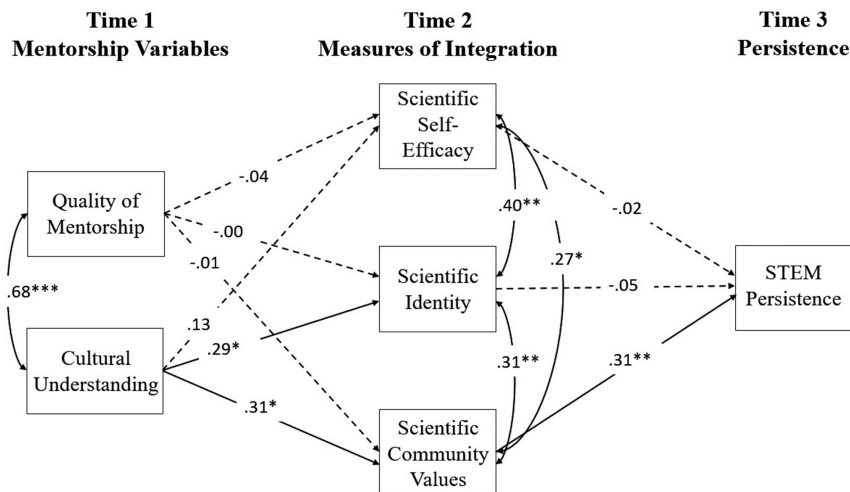 Time 1
Mentorship Variables
Time 2
Measures of Integration
Time 3
Persistence
Scientific
Self-
Efficacy
Quality of
Mentorship
Cultural
Understanding
Scientific
Identity
Scientific
Community
Values
STEM
Persistence
.68***
-.04
-.00
-.01
.13
.29*
.31*
.40**
.27*
.31**
-.02
-.05
.31**